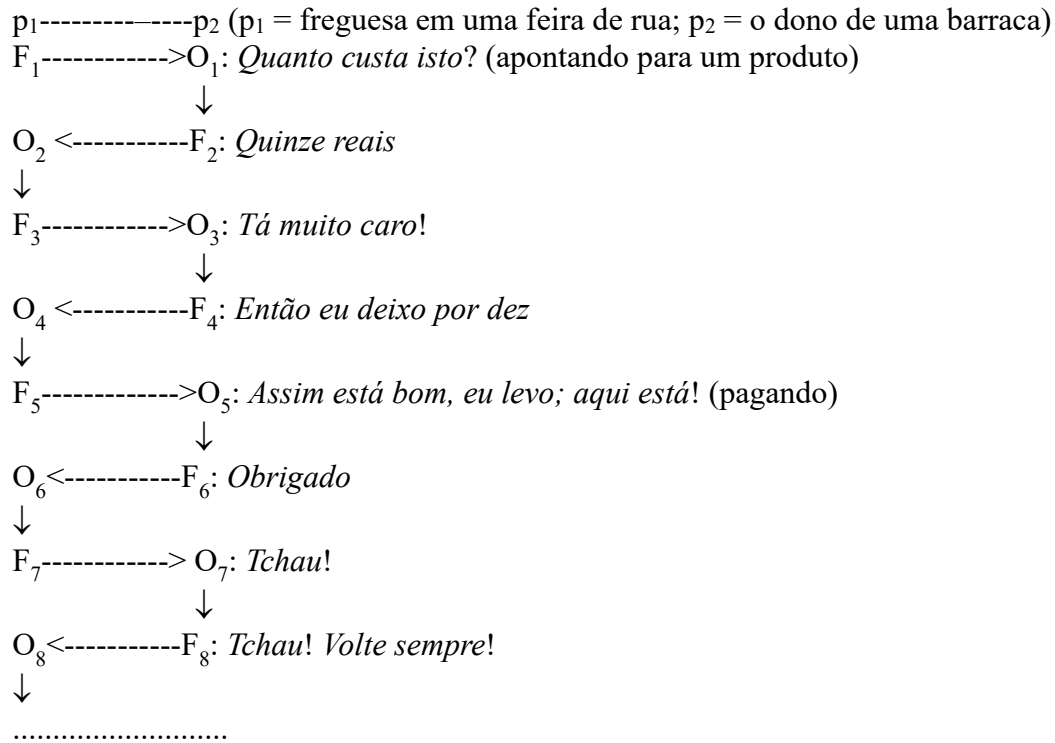 p₁---------–----p₂ (p₁ = freguesa em uma feira de rua; p₂ = o dono de uma barraca)
F₁------------>O₁: Quanto custa isto? (apontando para um produto)
↓
O₂ <-----------F₂: Quinze reais
↓
F₃------------>O₃: Tá muito caro!
↓
O₄ <-----------F₄: Então eu deixo por dez
↓
F₅------------->O₅: Assim está bom, eu levo; aqui está! (pagando)
↓
O₆<-----------F₆: Obrigado
↓
F₇------------> O₇: Tchau!
↓
O₈<-----------F₈: Tchau! Volte sempre!
↓
...........................